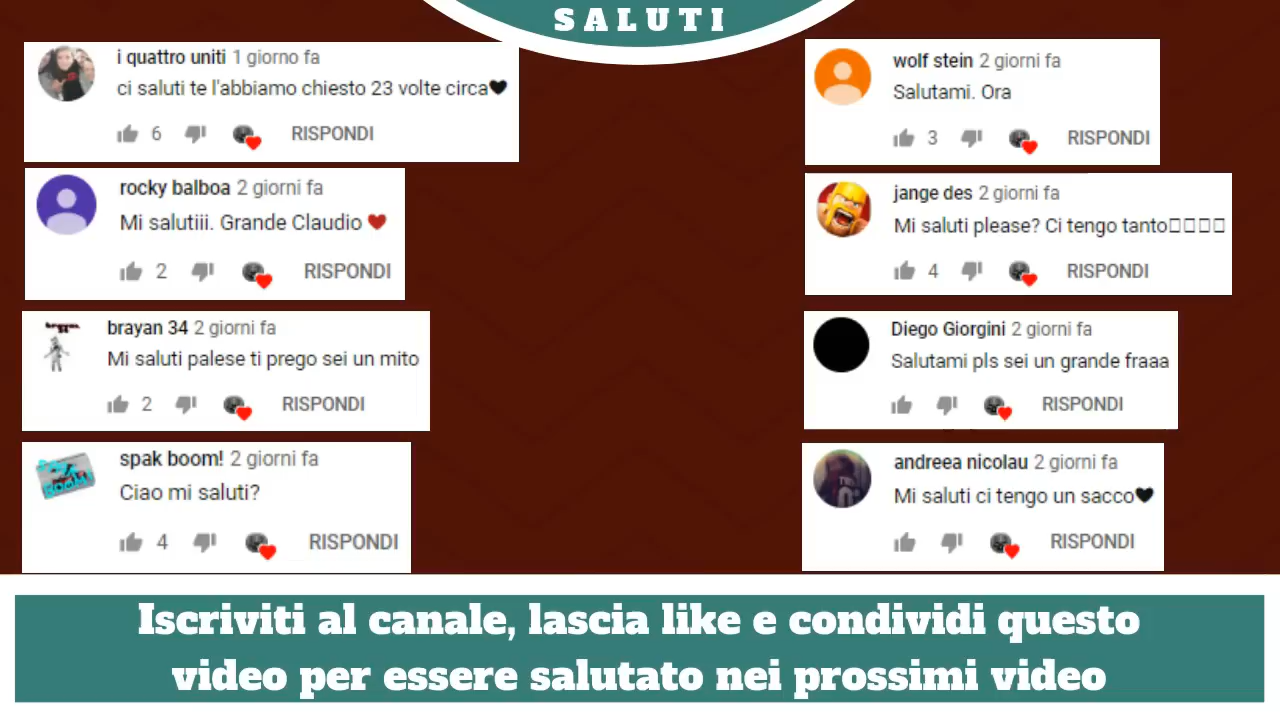 SALUTI
i quattro uniti 1 giorno fa
ci saluti te l'abbiamo chiesto 23 volte circa🖤
6 RISPONDI
rocky balboa 2 giorni fa
Mi salutiii. Grande Claudio ❤
2 RISPONDI
brayan 34 2 giorni fa
Mi saluti palese ti prego sei un mito
2 RISPONDI
spak boom! 2 giorni fa
Ciao mi saluti?
4 RISPONDI
wolf stein 2 giorni fa
Salutami. Ora
3 RISPONDI
jange des 2 giorni fa
Mi saluti please? Ci tengo tanto□□□□
4 RISPONDI
Diego Giorgini 2 giorni fa
Salutami pls sei un grande fraaa
RISPONDI
andreea nicolau 2 giorni fa
Mi saluti ci tengo un sacco🖤
RISPONDI
Iscriviti al canale, lascia like e condividi questo
video per essere salutato nei prossimi video